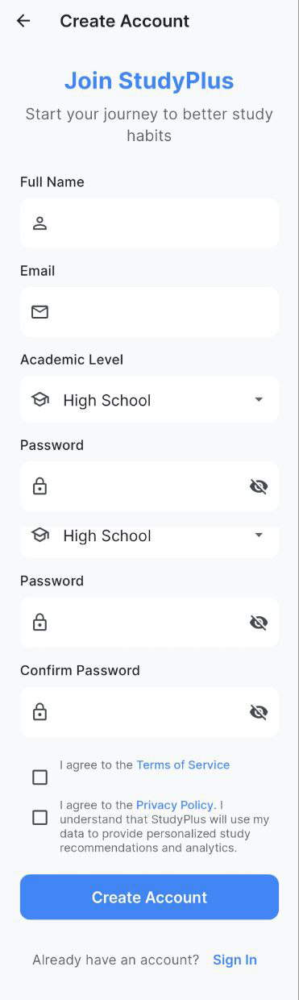 Create Account
Join StudyPlus
Start your journey to better study
habits
Full Name
Email
Academic Level
High School
Password
High School
Password
Confirm Password
I agree to the Terms of Service
I agree to the Privacy Policy. I
understand that StudyPlus will use my
data to provide personalized study
recommendations and analytics.
Create Account
Already have an account? Sign In